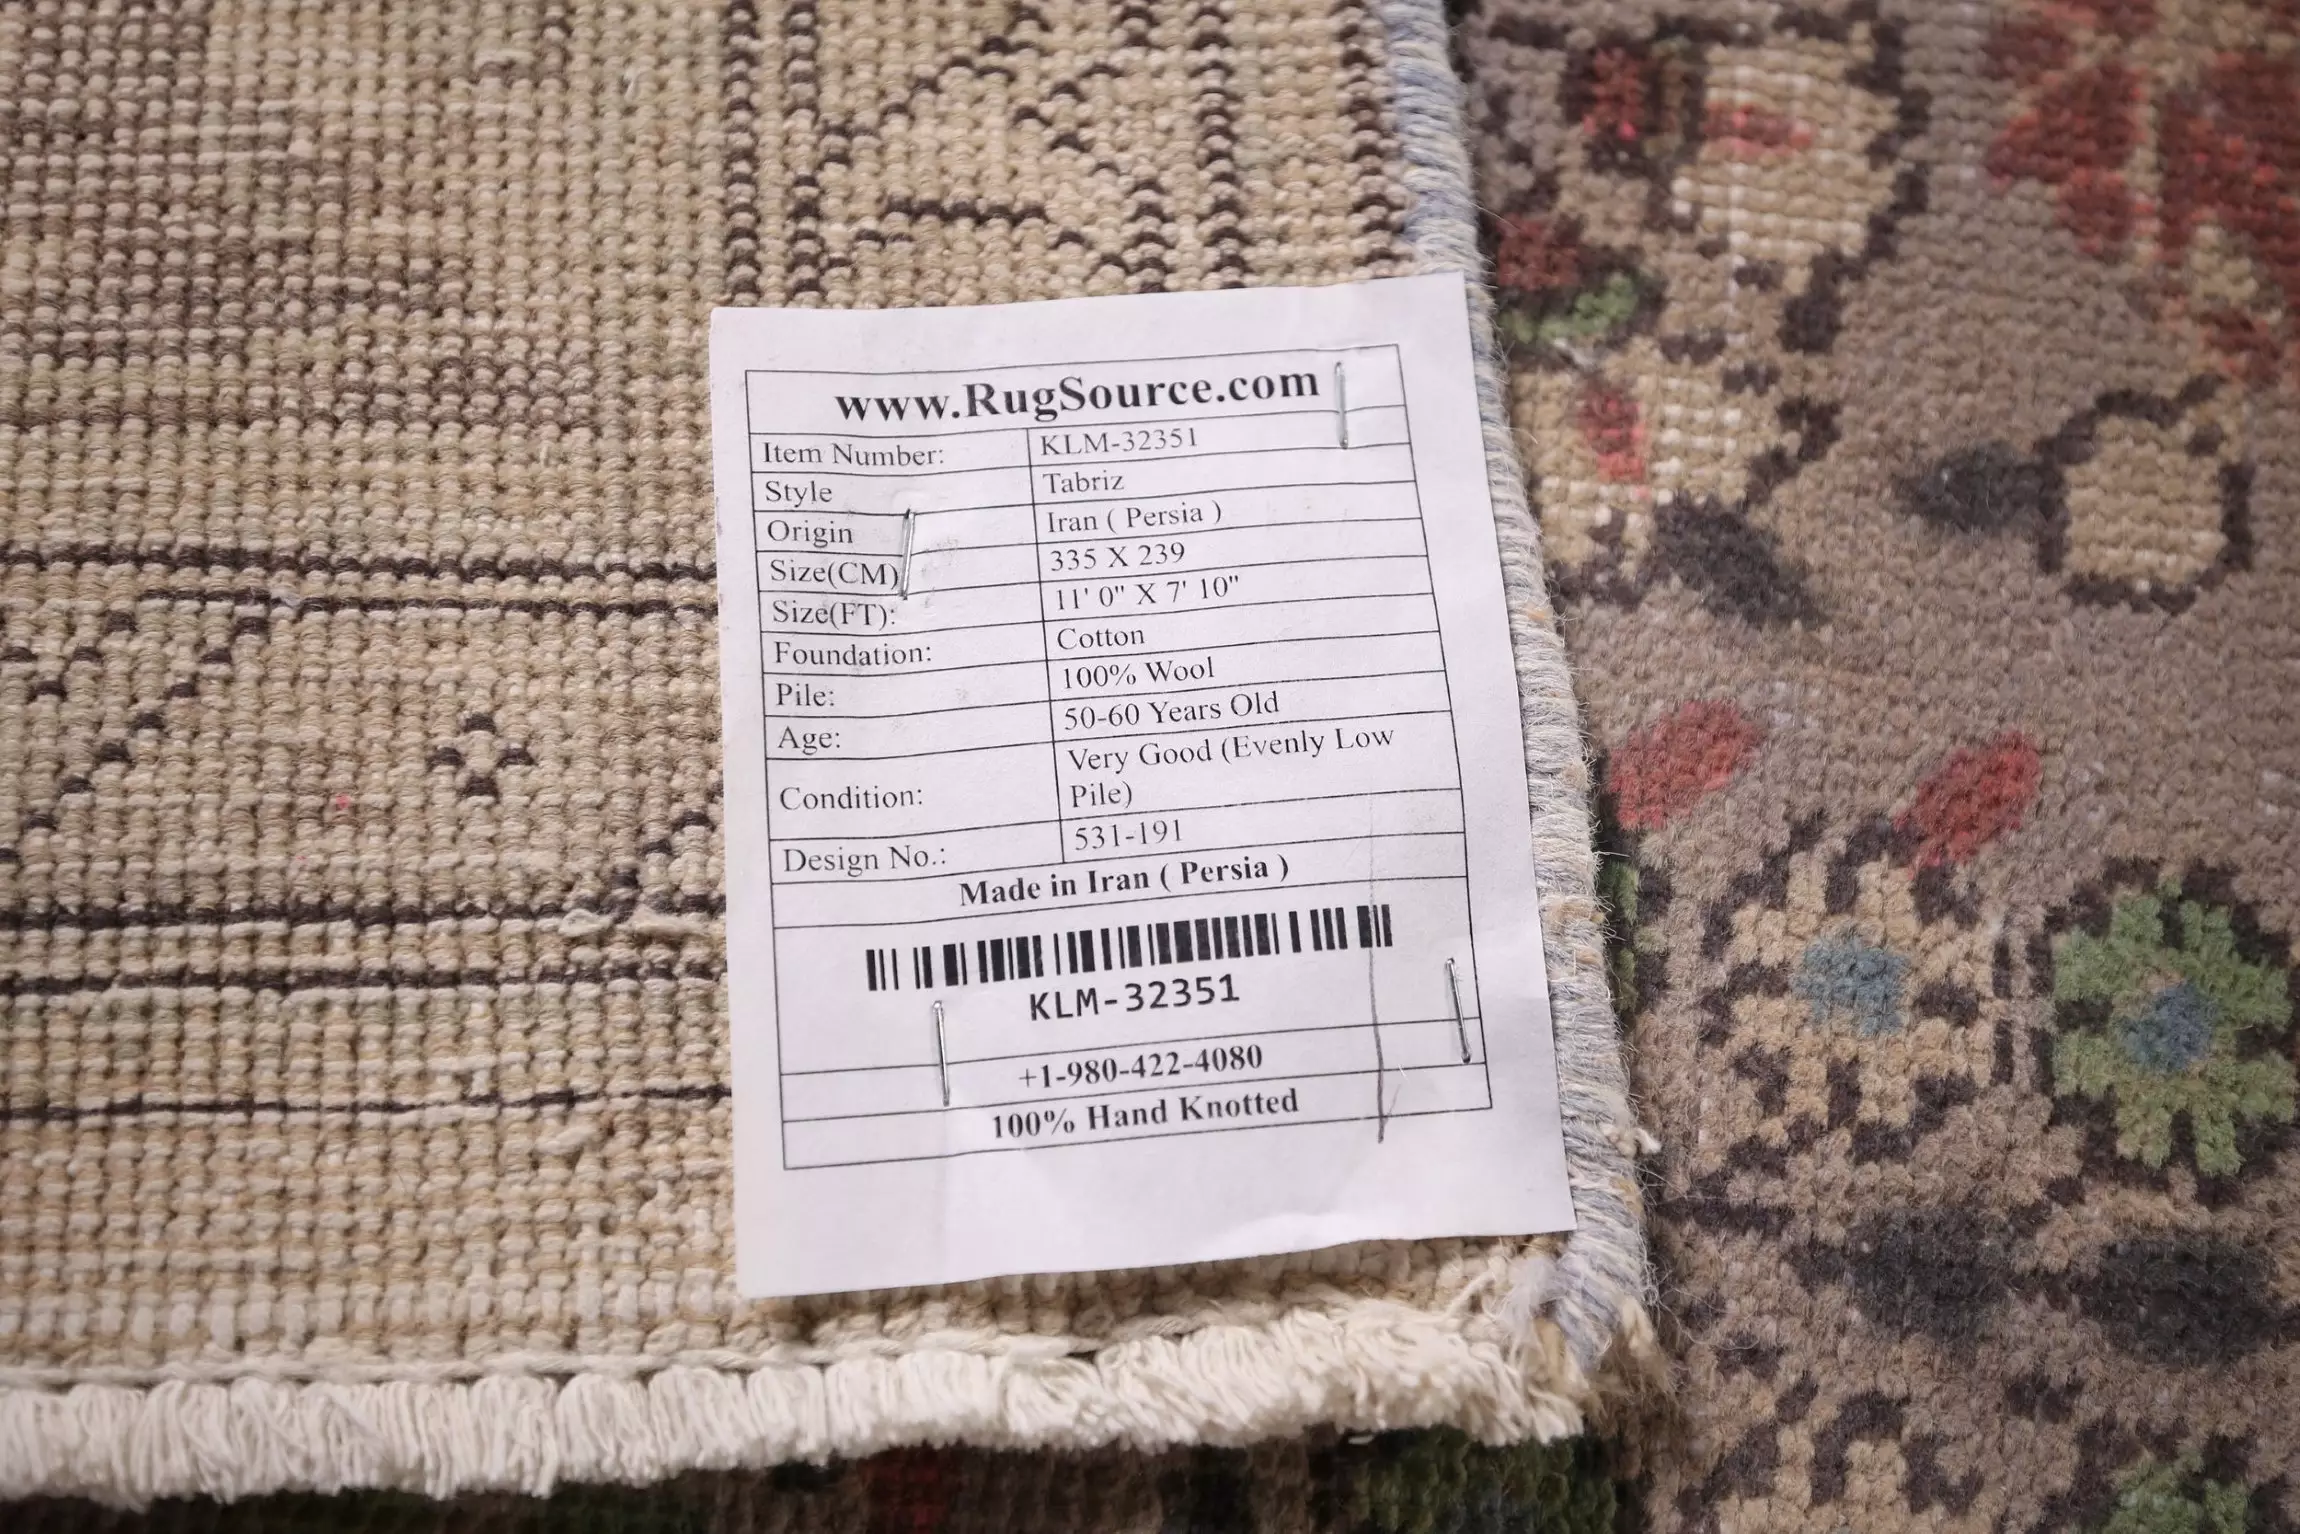 www.RugSource.com
Item Number: KLM-32351
Style Tabriz
Origin Iran ( Persia )
Size(CM) 335 X 239
Size(FT): 11' 0" X 7' 10"
Foundation: Cotton
Pile: 100% Wool
Age: 50-60 Years Old
Condition: Very Good (Evenly Low
Pile)
Design No.: 531-191
Made in Iran ( Persia )
KLM-32351
+1-980-422-4080
100% Hand Knotted